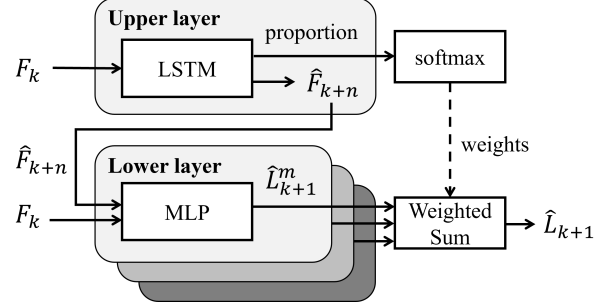 Upper layer
proportion
F_k
LSTM
softmax
F̂_{k+n}
F̂_{k+n}
weights
Lower layer
L̂^m_{k+1}
F_k
MLP
Weighted
Sum
L̂_{k+1}